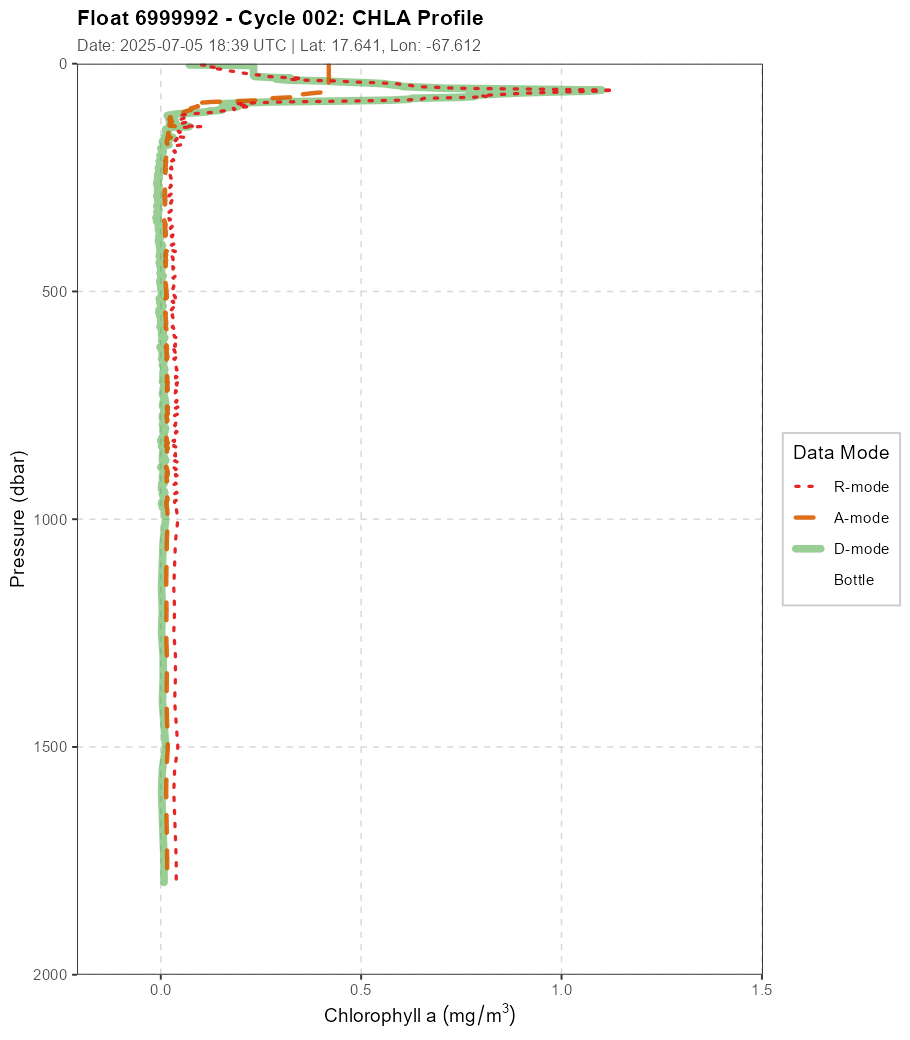 Float 6999992 - Cycle 002: CHLA Profile
Date: 2025-07-05 18:39 UTC | Lat: 17.641, Lon: -67.612
0
500
1000
1500
2000
Pressure (dbar)
0.0 0.5 1.0 1.5
Chlorophyll a (mg/m³)
Data Mode
R-mode
A-mode
D-mode
Bottle